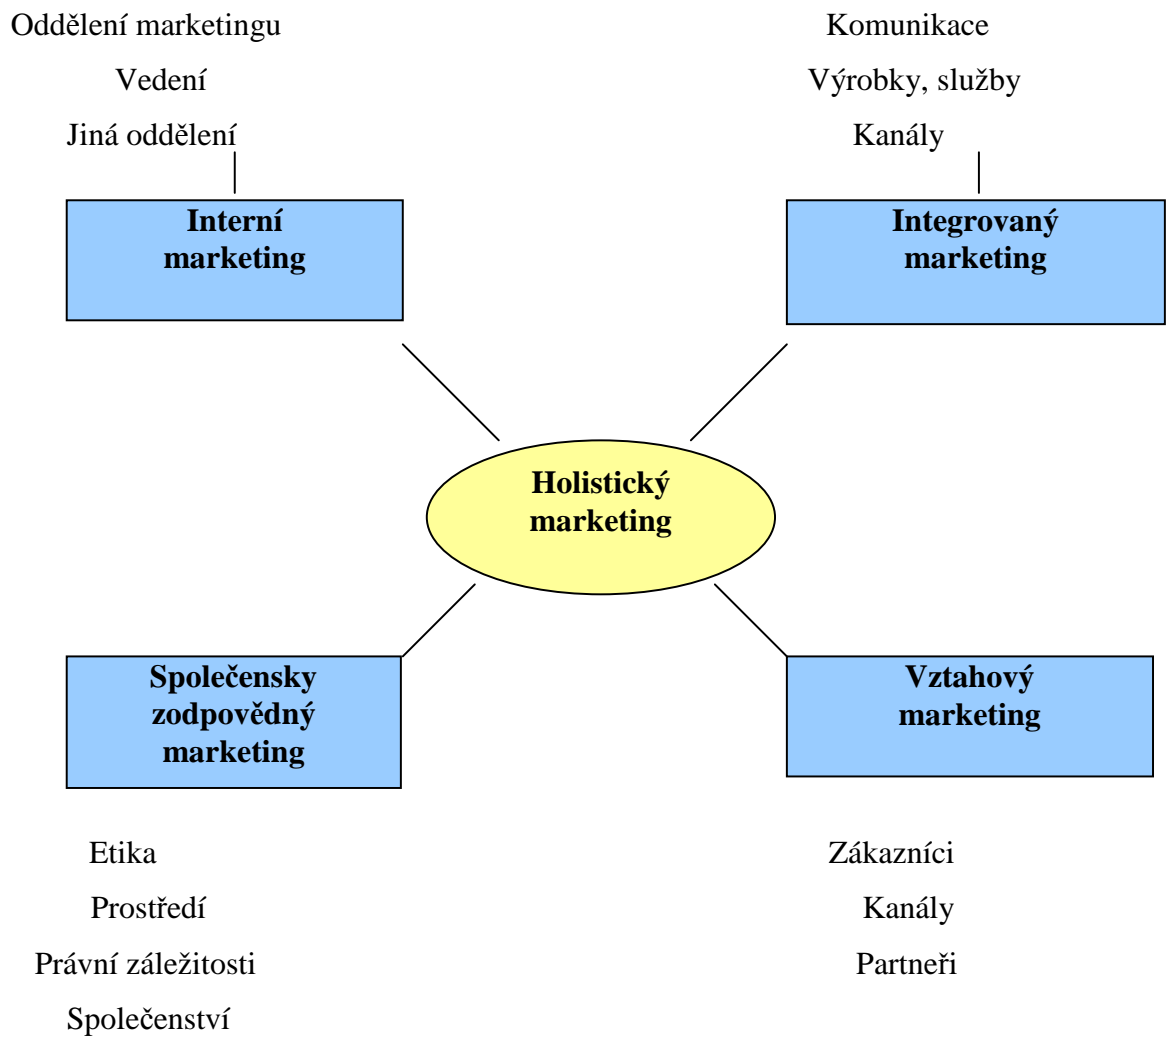 Oddělení marketingu
Vedení
Jiná oddělení
Komunikace
Výrobky, služby
Kanály
Interní
marketing
Integrovaný
marketing
Holistický
marketing
Společensky
zodpovědný
marketing
Vztahový
marketing
Etika
Prostředí
Právní záležitosti
Společenství
Zákazníci
Kanály
Partneři